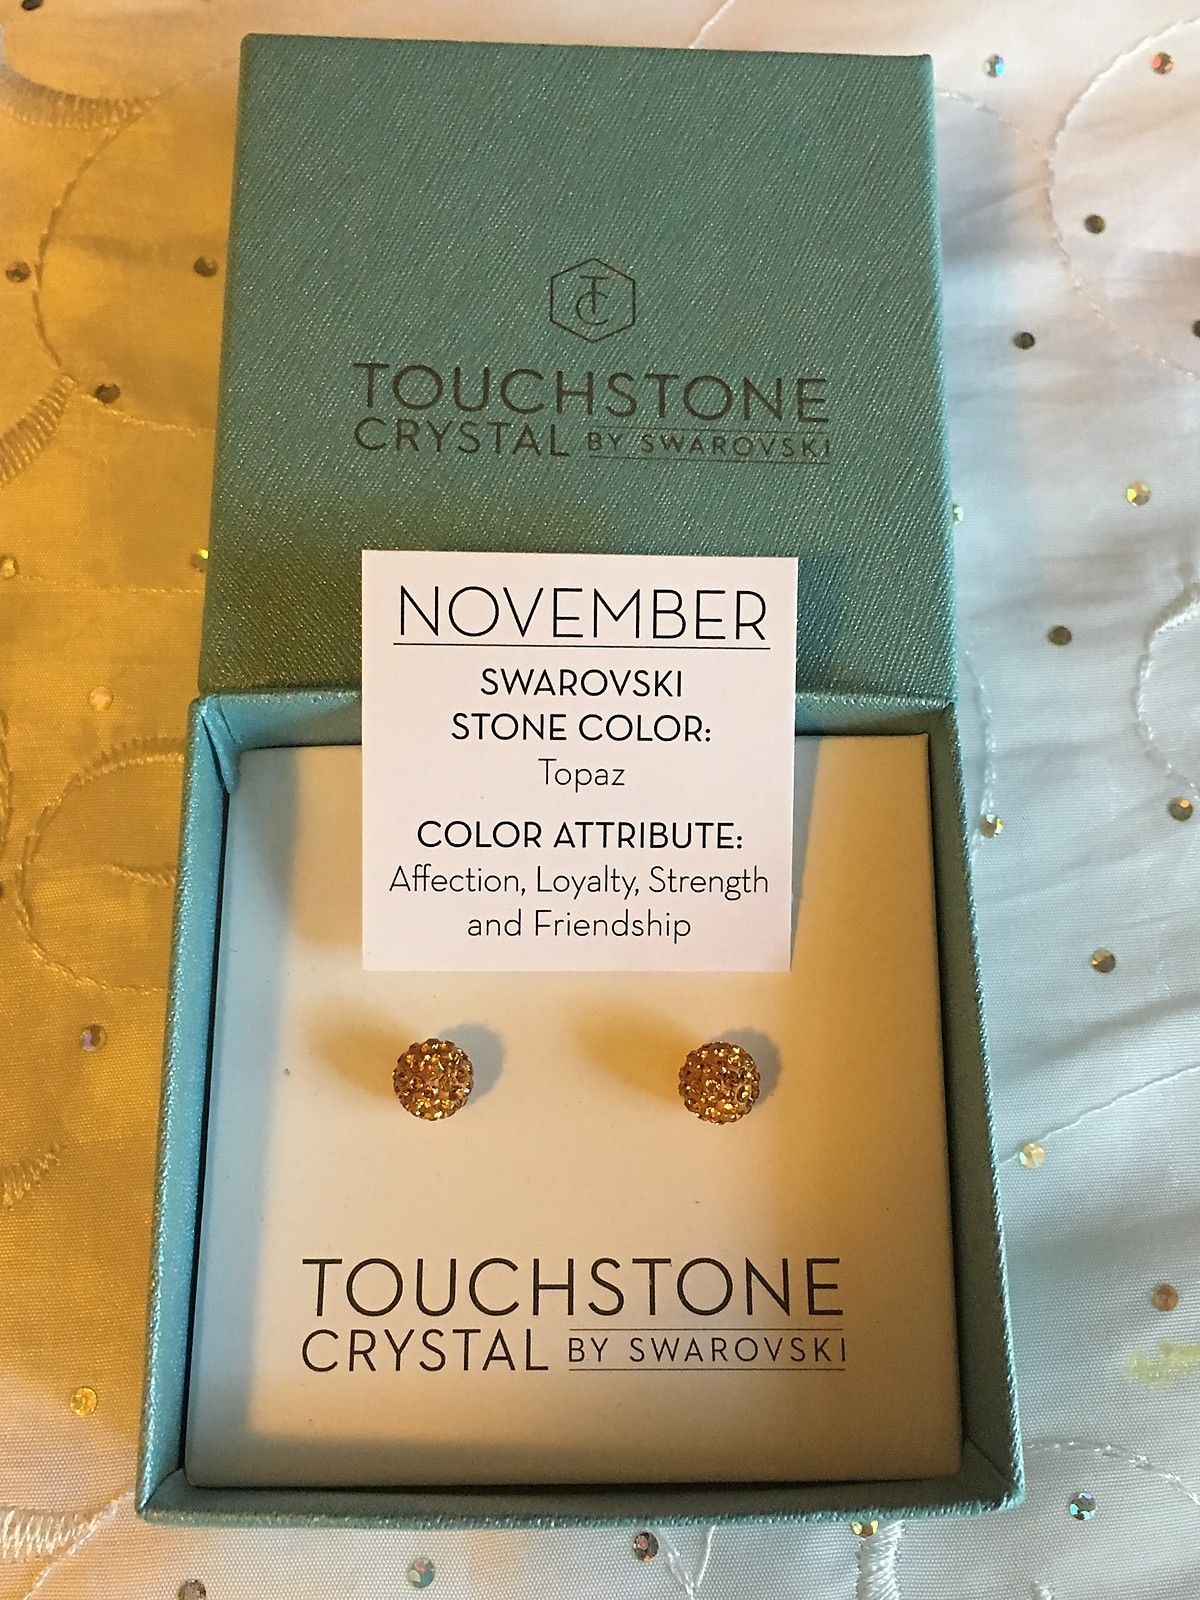 TC
TOUCHSTONE
CRYSTAL BY SWAROVSKI
NOVEMBER
SWAROVSKI
STONE COLOR:
Topaz
COLOR ATTRIBUTE:
Affection, Loyalty, Strength
and Friendship
TOUCHSTONE
CRYSTAL BY SWAROVSKI